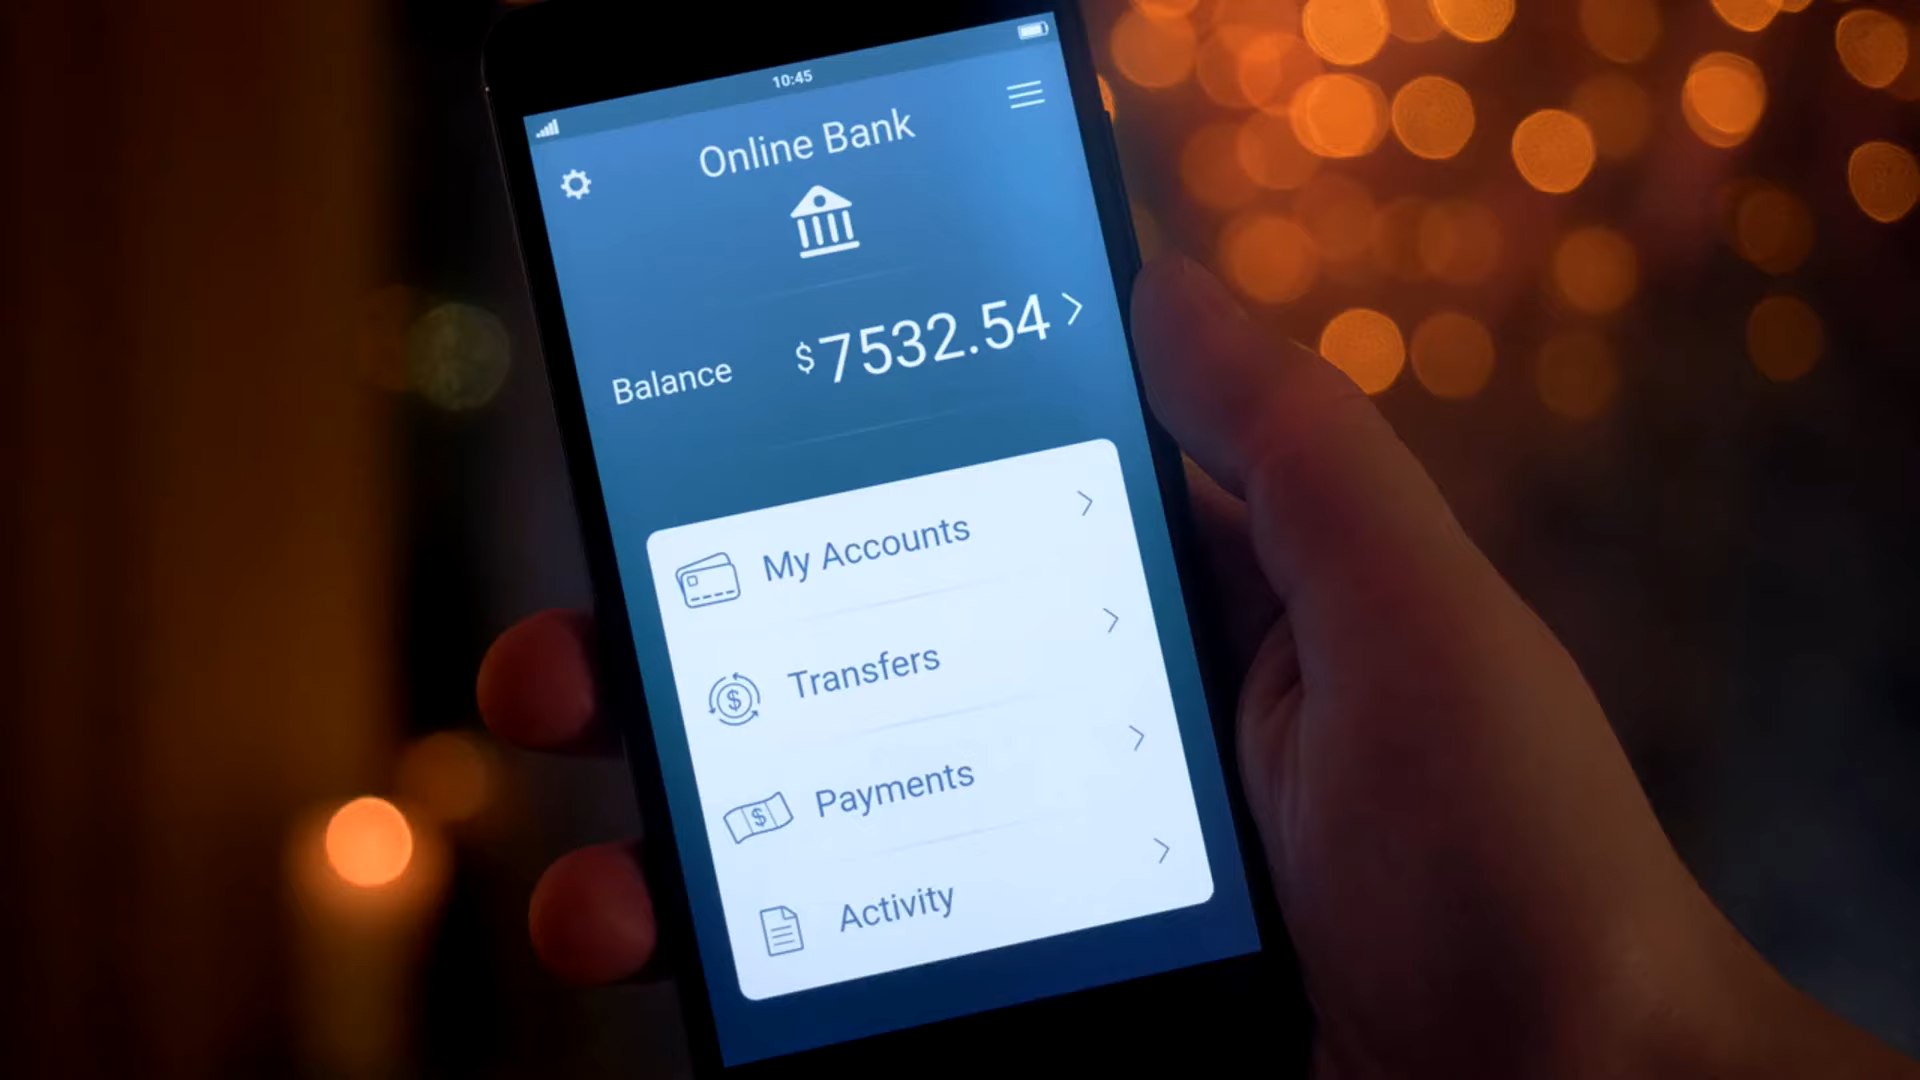 10:45
Online Bank
Balance $7532.54
My Accounts
Transfers
$
Payments
$
Activity